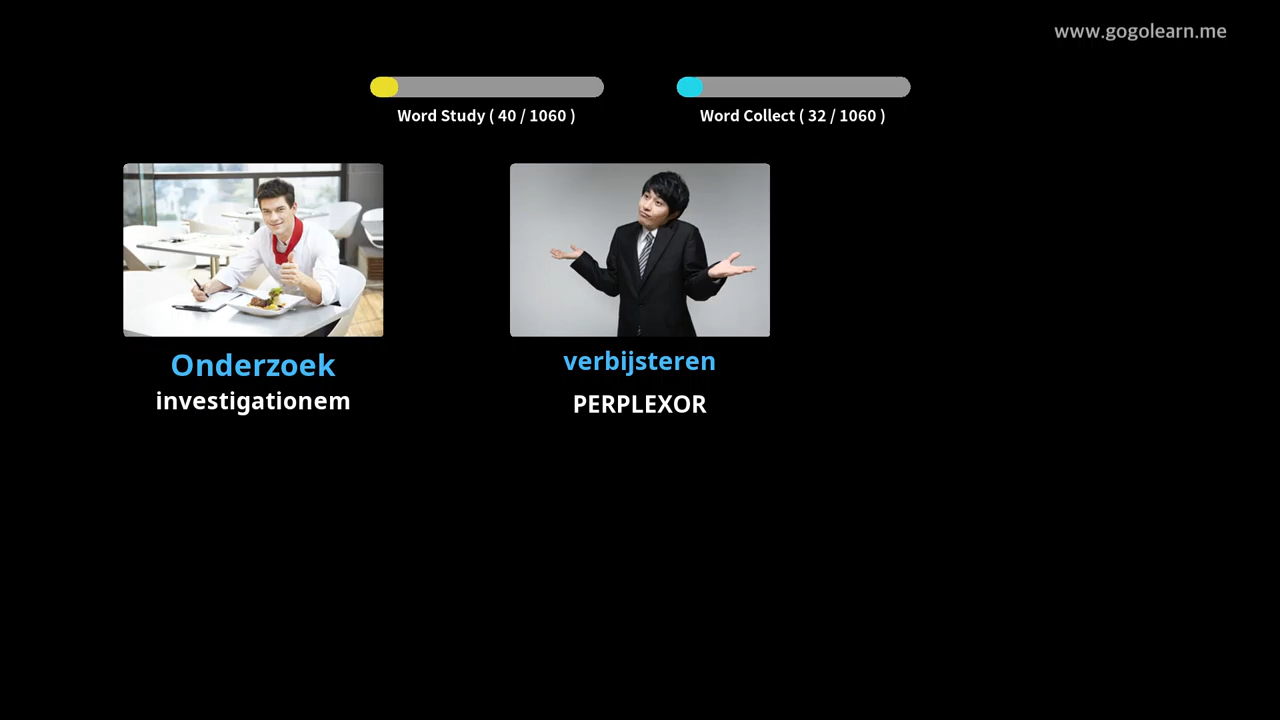 www.gogolearn.me
Word Study ( 40 / 1060 )
Word Collect ( 32 / 1060 )
Onderzoek
investigationem
verbijsteren
PERPLEXOR